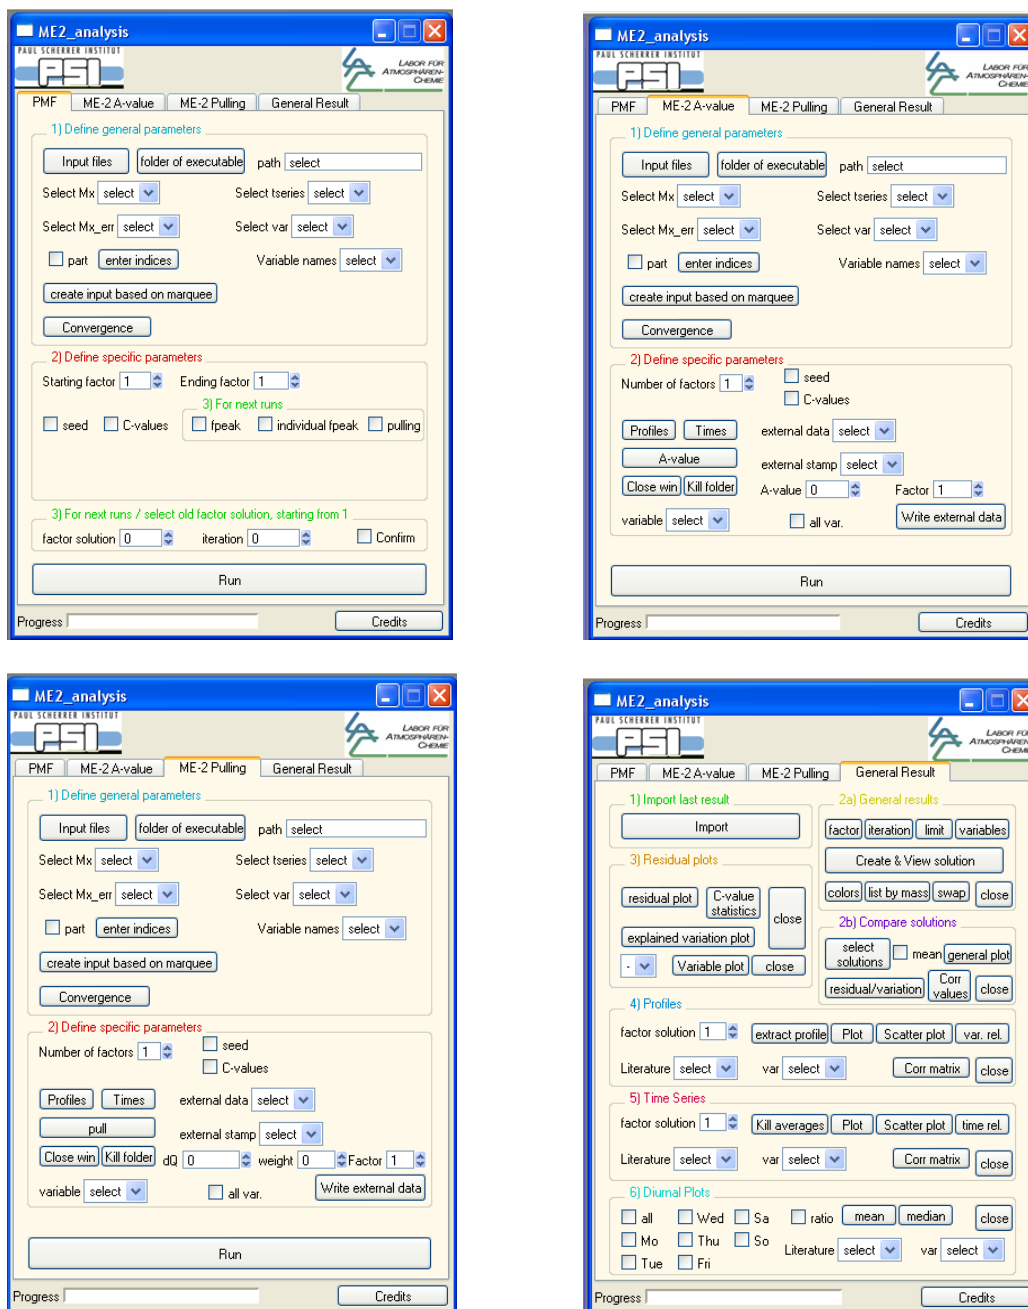 ME2_analysis
PAUL SCHERRER INSTITUT
PSI
LABOR FÜR
ATMOSPHÄREN-
CHEMIE
PMF ME-2 A-value ME-2 Pulling General Result
1) Define general parameters
Input files folder of executable path select
Select Mx select Select tseries select
Select Mx_err select Select var select
part enter indices Variable names select
create input based on marquee
Convergence
2) Define specific parameters
Starting factor 1 Ending factor 1
3) For next runs
seed C-values fpeak individual fpeak pulling
3) For next runs / select old factor solution, starting from 1
factor solution 0 iteration 0 Confirm
Run
Progress Credits
ME2_analysis
PAUL SCHERRER INSTITUT
PSI
LABOR FÜR
ATMOSPHÄREN-
CHEMIE
PMF ME-2 A-value ME-2 Pulling General Result
1) Define general parameters
Input files folder of executable path select
Select Mx select Select tseries select
Select Mx_err select Select var select
part enter indices Variable names select
create input based on marquee
Convergence
2) Define specific parameters
Number of factors 1 seed
C-values
Profiles Times external data select
A-value external stamp select
Close win Kill folder A-value 0 Factor 1
variable select all var. Write external data
Run
Progress Credits
ME2_analysis
PAUL SCHERRER INSTITUT
PSI
LABOR FÜR
ATMOSPHÄREN-
CHEMIE
PMF ME-2 A-value ME-2 Pulling General Result
1) Define general parameters
Input files folder of executable path select
Select Mx select Select tseries select
Select Mx_err select Select var select
part enter indices Variable names select
create input based on marquee
Convergence
2) Define specific parameters
Number of factors 1 seed
C-values
Profiles Times external data select
pull external stamp select
Close win Kill folder dQ 0 weight 0 Factor 1
variable select all var. Write external data
Run
Progress Credits
ME2_analysis
PAUL SCHERRER INSTITUT
PSI
LABOR FÜR
ATMOSPHÄREN-
CHEMIE
PMF ME-2 A-value ME-2 Pulling General Result
1) Import last result
Import
2a) General results
factor iteration limit variables
Create & View solution
colors list by mass swap close
3) Residual plots
residual plot C-value statistics close
explained variation plot
- Variable plot close
2b) Compare solutions
select solutions mean general plot
residual/variation Corr values close
4) Profiles
factor solution 1 extract profile Plot Scatter plot var. rel.
Literature select var select Corr matrix close
5) Time Series
factor solution 1 Kill averages Plot Scatter plot time rel.
Literature select var select Corr matrix close
6) Diurnal Plots
all Wed Sa ratio mean median close
Mo Thu So Literature select var select
Tue Fri
Progress Credits